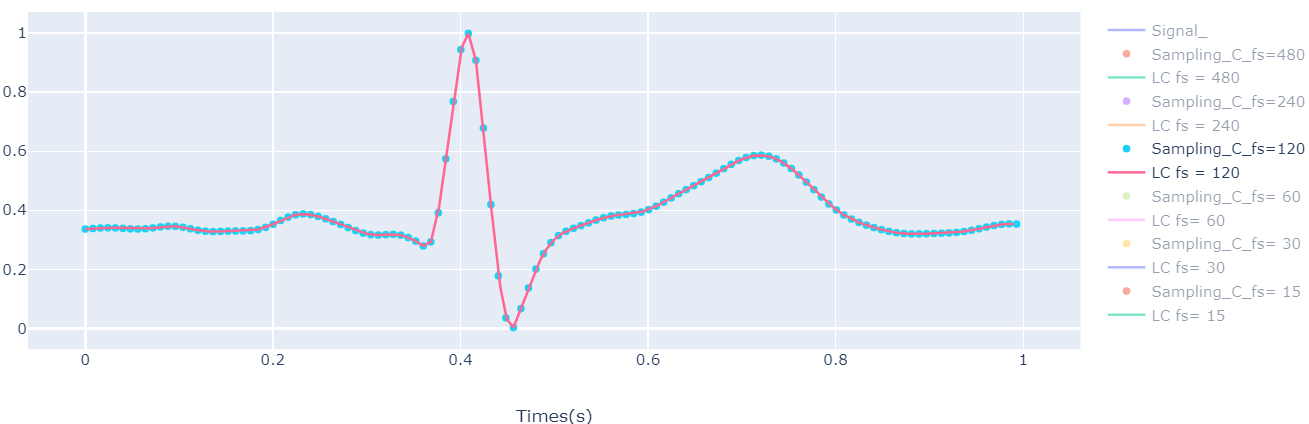 1
0.8
0.6
0.4
0.2
0
0 0.2 0.4 0.6 0.8 1
Times(s)
Signal_
Sampling_C_fs=480
LC fs = 480
Sampling_C_fs=240
LC fs = 240
Sampling_C_fs=120
LC fs = 120
Sampling_C_fs= 60
LC fs= 60
Sampling_C_fs= 30
LC fs= 30
Sampling_C_fs= 15
LC fs= 15